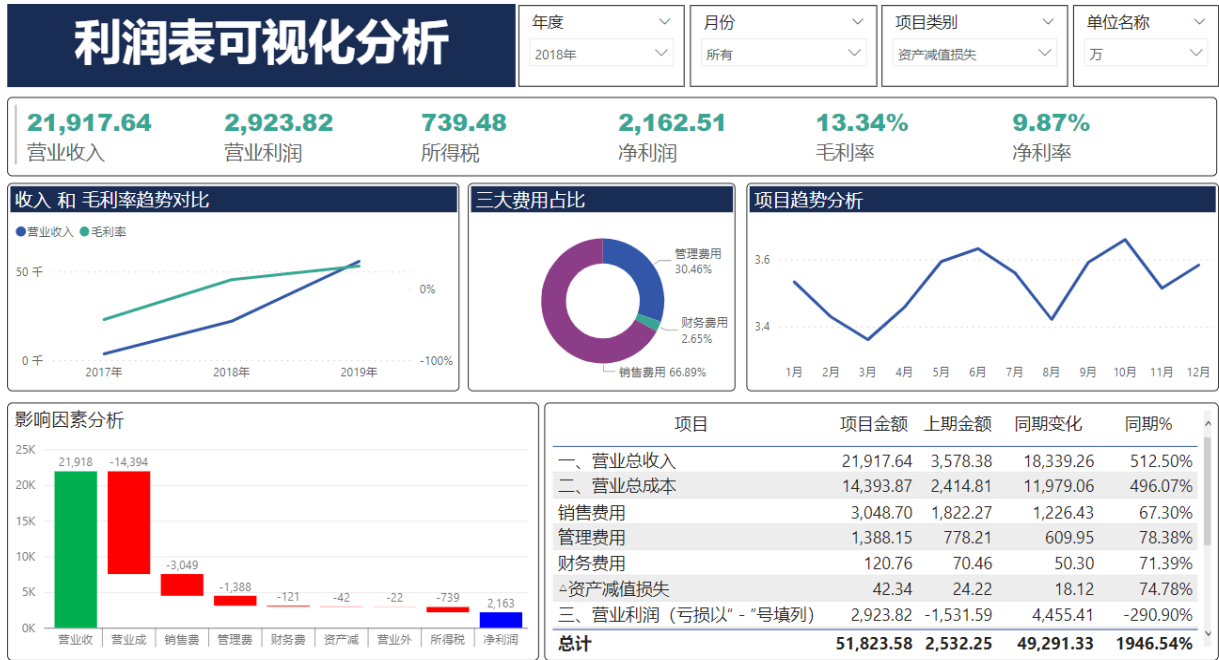 利润表可视化分析
年度
2018年
月份
所有
项目类别
资产减值损失
单位名称
万
21,917.64
营业收入
2,923.82
营业利润
739.48
所得税
2,162.51
净利润
13.34%
毛利率
9.87%
净利率
收入 和 毛利率趋势对比
营业收入 毛利率
50 千
0 千
0%
-100%
2017年 2018年 2019年
三大费用占比
管理费用
30.46%
财务费用
2.65%
销售费用 66.89%
项目趋势分析
3.6
3.4
1月 2月 3月 4月 5月 6月 7月 8月 9月 10月 11月 12月
影响因素分析
25K
20K
15K
10K
5K
0K
21,918 -14,394
-3,049
-1,388
-121
-42
-22
-739
2,163
营业收 营业成 销售费 管理费 财务费 资产减 营业外 所得税 净利润
项目 项目金额 上期金额 同期变化 同期%
一、营业总收入 21,917.64 3,578.38 18,339.26 512.50%
二、营业总成本 14,393.87 2,414.81 11,979.06 496.07%
销售费用 3,048.70 1,822.27 1,226.43 67.30%
管理费用 1,388.15 778.21 609.95 78.38%
财务费用 120.76 70.46 50.30 71.39%
△资产减值损失 42.34 24.22 18.12 74.78%
三、营业利润（亏损以“ - ”号填列） 2,923.82 -1,531.59 4,455.41 -290.90%
总计 51,823.58 2,532.25 49,291.33 1946.54%